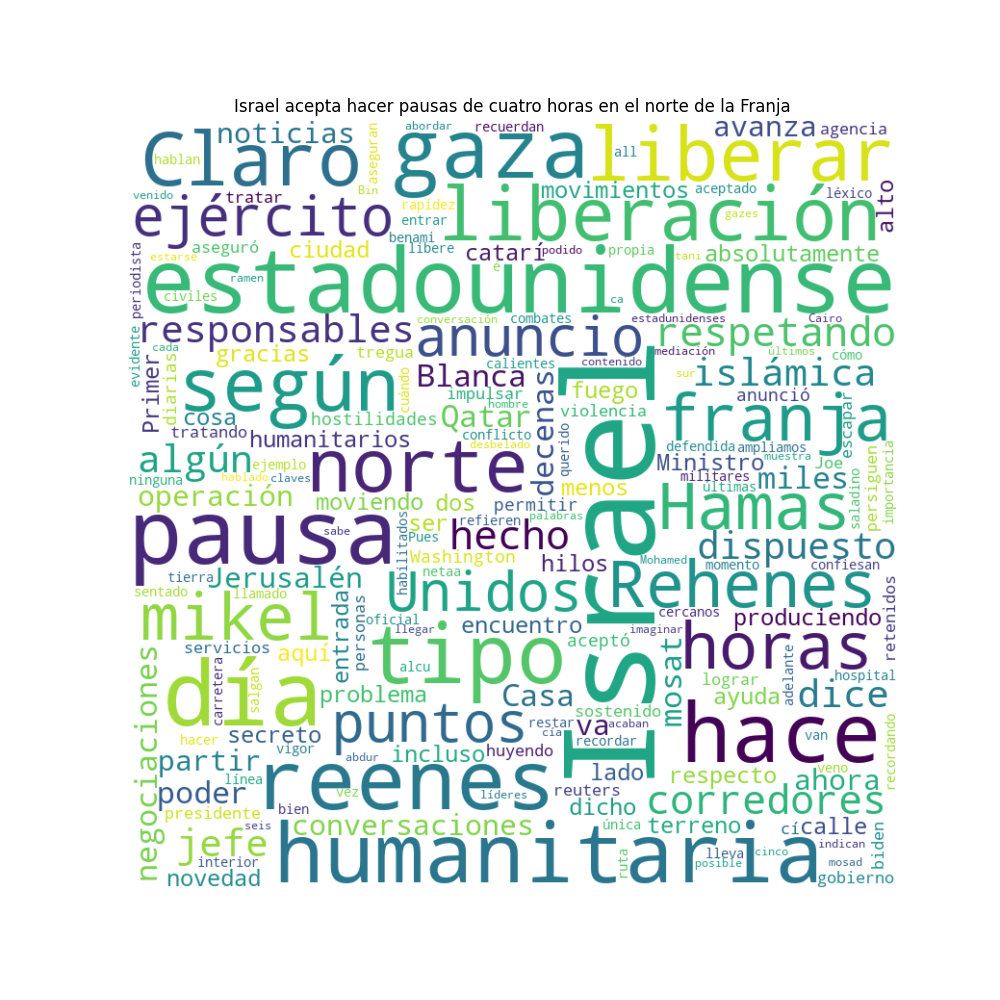 Israel acepta hacer pausas de cuatro horas en el norte de la Franja
Claro
noticias
hablan
aseguran
Bin
abordar
recuerdan
gaza
liberar
all
avanza
agencia
venido
tratar
ejército
rapidez
entrar
liberación
movimientos
aceptado
léxico
alto
gazes
periodista
aseguró
ciudad
benami
libere
catarí
podido
propia
absolutamente
tani
estarse
ramen
é
estadounidense
civiles
ca
evidente
responsables
conversación
combates
estadunidenses
Cairo
anuncio
respetando
cada
Primer
diarias
gracias
tregua
cuándo
calientes
contenido
mediación
últimos
cómo
según
Blanca
impulsar
hombre
decenas
fuego
sur
islámica
anunció
escapar
cosa
hostilidades
Qatar
violencia
franja
tratando
humanitarios
conflicto
querido
defendida
ampliamos
muestra
algún
ejemplo
norte
desbelado
Ministro
Joe
saladino
persiguen
importancia
ninguna
hablado
claves
militares
miles
operación
moviendo
dos
permitir
menos
últimas
Hamas
pausa
sabe
habilitados
ser
refieren
palabras
Pues
hecho
Israel
dispuesto
Washington
hilos
Mohamed
momento
confiesan
tierra
Jerusalén
netaa
Rehenes
sentado
llamado
entrada
Unidos
cercanos
retenidos
mikel
personas
oficial
llegar
encuentro
imaginar
produciendo
servicios
aquí
tipo
aceptó
horas
negociaciones
día
carretera
salgan
alcu
mosat
lograr
adelante
hospital
problema
Casa
sostenido
ayuda
dice
secreto
puntos
restar
va
acaban
hace
recordando
hacer
vigor
cía
recordar
van
partir
abdur
incluso
huyendo
línea
reenes
lado
respecto
veno
ahora
poder
vez
líderes
reuters
corredores
presidente
bien
dicho
seis
conversaciones
única
terreno
cí
calle
jefe
humanitaria
indican
biden
interior
ruta
lleva
cinco
posible
mosad
novedad
gobierno